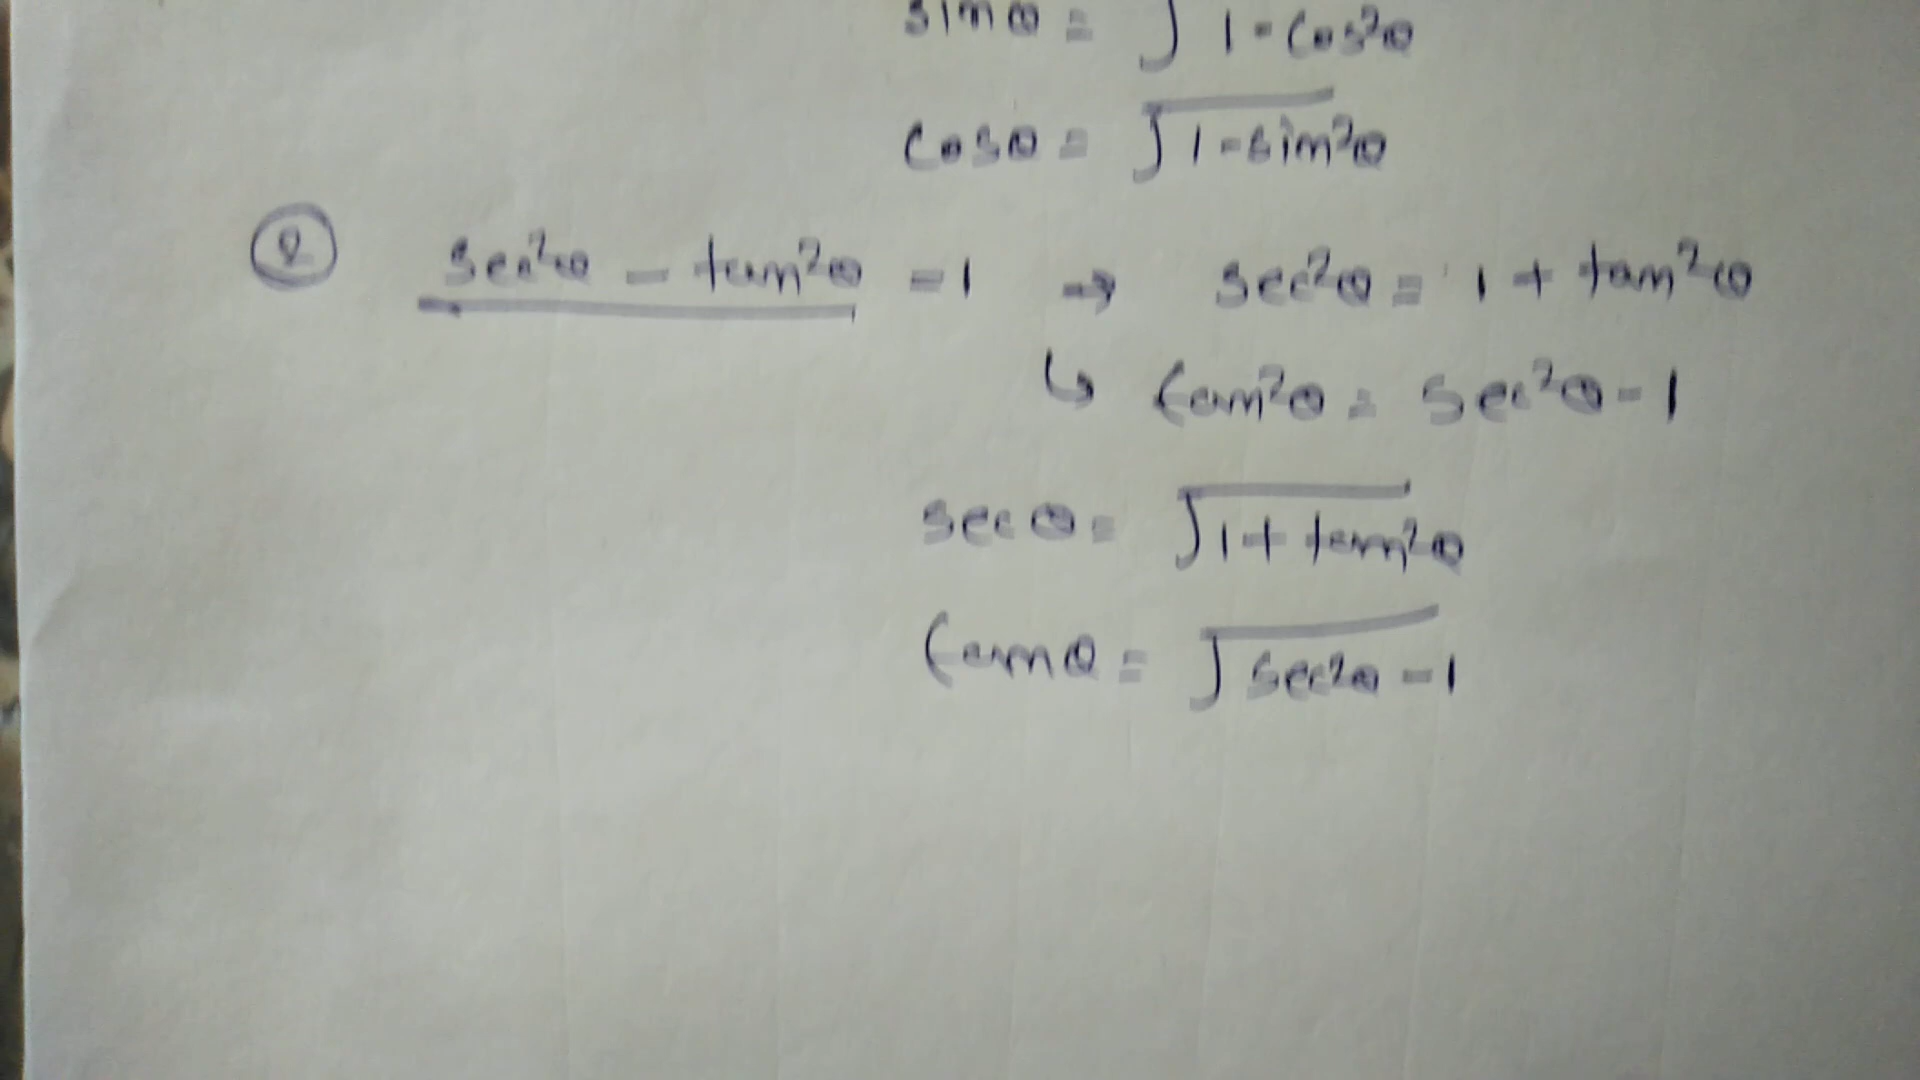 sinθ = √1-cos²θ
cosθ = √1-sin²θ
② sec²θ - tan²θ = 1 → sec²θ = 1 + tan²θ
↳ tan²θ = sec²θ - 1
secθ = √1 + tan²θ
tanθ = √sec²θ - 1